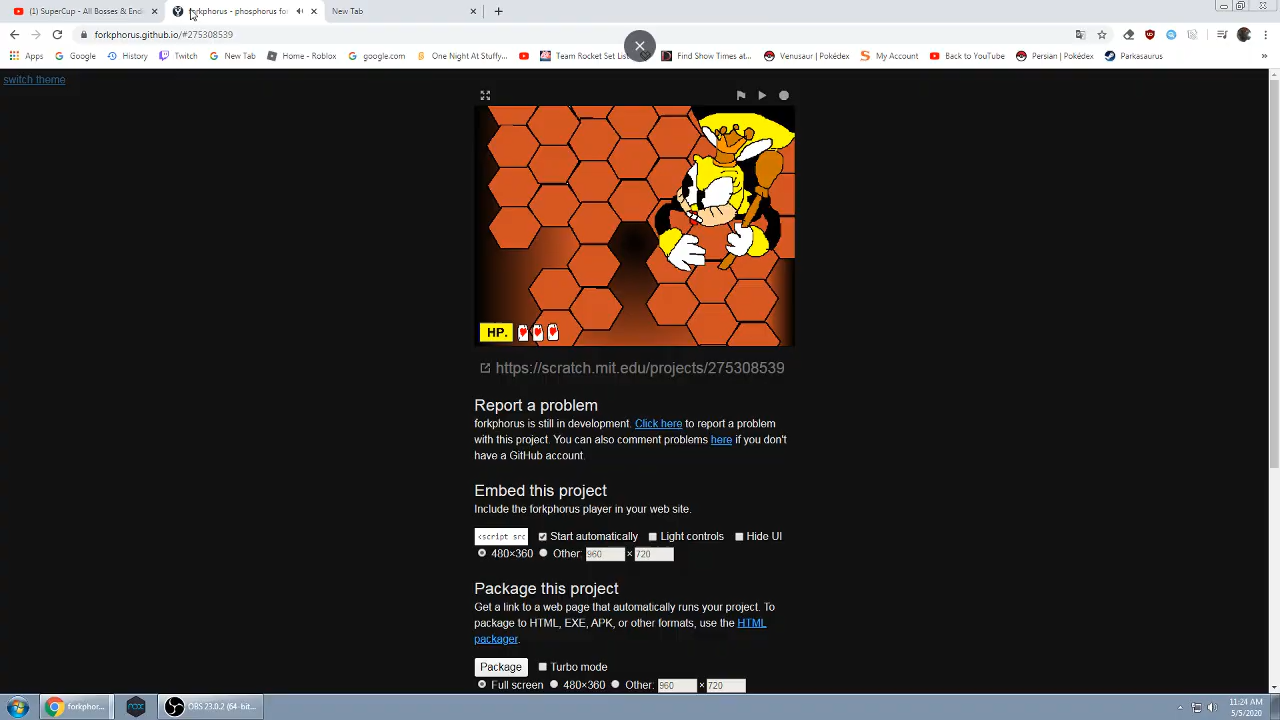 (1) SuperCup - All Bosses & End
forkphorus - phosphorus fo
New Tab
forkphorus.github.io/#275308539
Apps
Google
History
Twitch
New Tab
Home - Roblox
google.com
One Night At Stuffy...
Team Rocket Set List
Find Show Times at...
Venusaur | Pokédex
My Account
Back to YouTube
Persian | Pokédex
Parkasaurus
switch theme
HP.
https://scratch.mit.edu/projects/275308539
Report a problem
forkphorus is still in development. Click here to report a problem
with this project. You can also comment problems here if you don't
have a GitHub account.
Embed this project
Include the forkphorus player in your web site.
<script src
Start automatically
Light controls
Hide UI
480×360
Other:
960
×
720
Package this project
Get a link to a web page that automatically runs your project. To
package to HTML, EXE, APK, or other formats, use the HTML
packager.
Package
Turbo mode
Full screen
480×360
Other:
960
×
720
forkphor...
OBS 23.0.2 (64-bit...
11:24 AM
5/5/2020